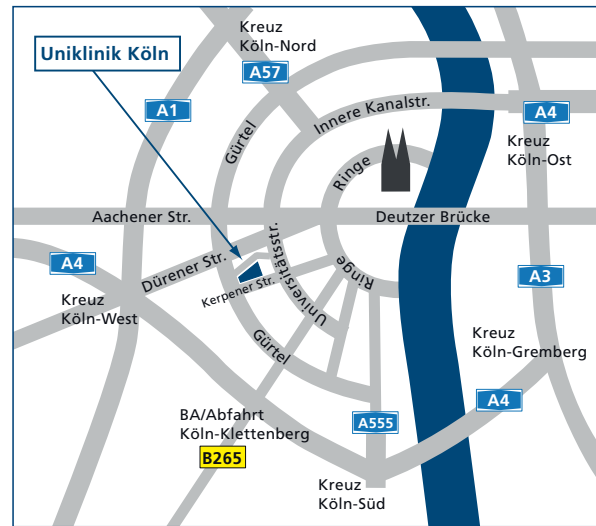 Kreuz
Köln-Nord
Uniklinik Köln
A57
A1
Innere Kanalstr.
A4
Gürtel
Kreuz
Köln-Ost
Ringe
Aachener Str.
Deutzer Brücke
A4
Dürener Str.
Universitätsstr.
A3
Kreuz
Köln-West
Kerpener Str.
Ringe
Gürtel
Kreuz
Köln-Gremberg
A4
BA/Abfahrt
Köln-Klettenberg
A555
B265
Kreuz
Köln-Süd